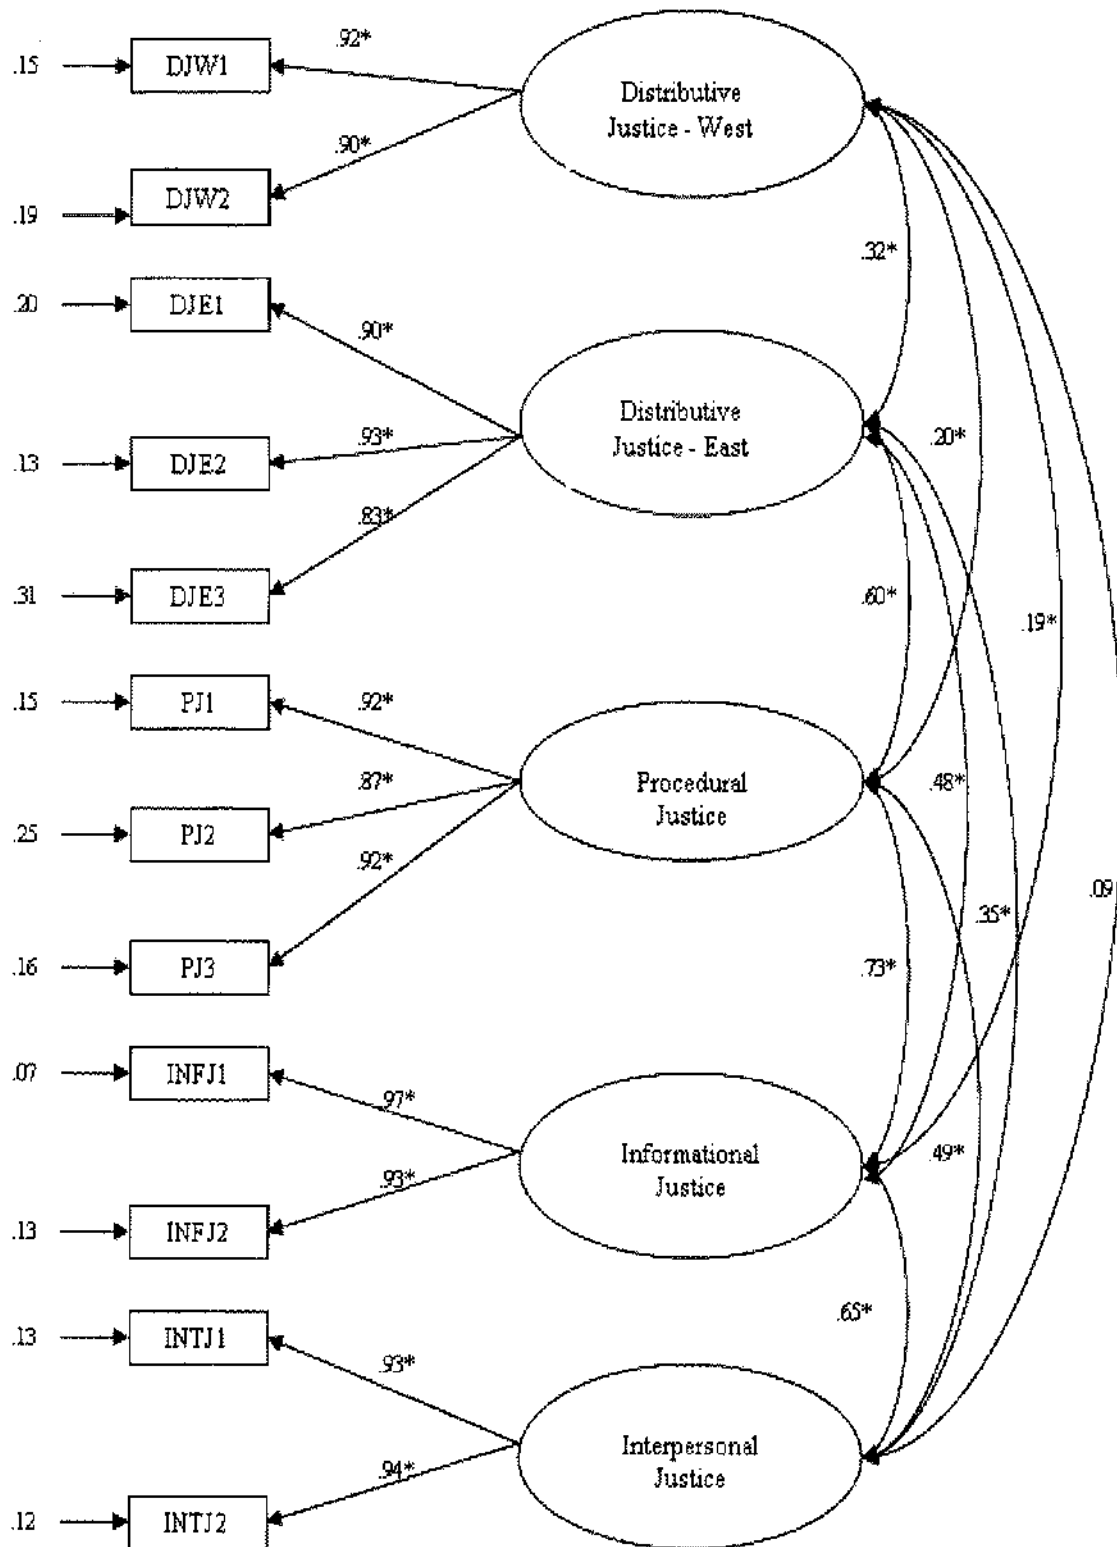 .92*
.15
DJW1
Distributive
Justice - West
.90*
DJW2
.19
.32*
.20
DJE1
.90*
Distributive
Justice - East
.20*
.93*
.13
DJE2
.83*
.31
DJE3
.60*
.19*
.15
PJ1
.92*
.87*
Procedural
Justice
.48*
.25
PJ2
.92*
.09
.35*
.16
PJ3
.73*
.07
INFJ1
.97*
Informational
Justice
.49*
.93*
.13
INFJ2
.65*
.13
INTJ1
.93*
Interpersonal
Justice
.94*
.12
INTJ2